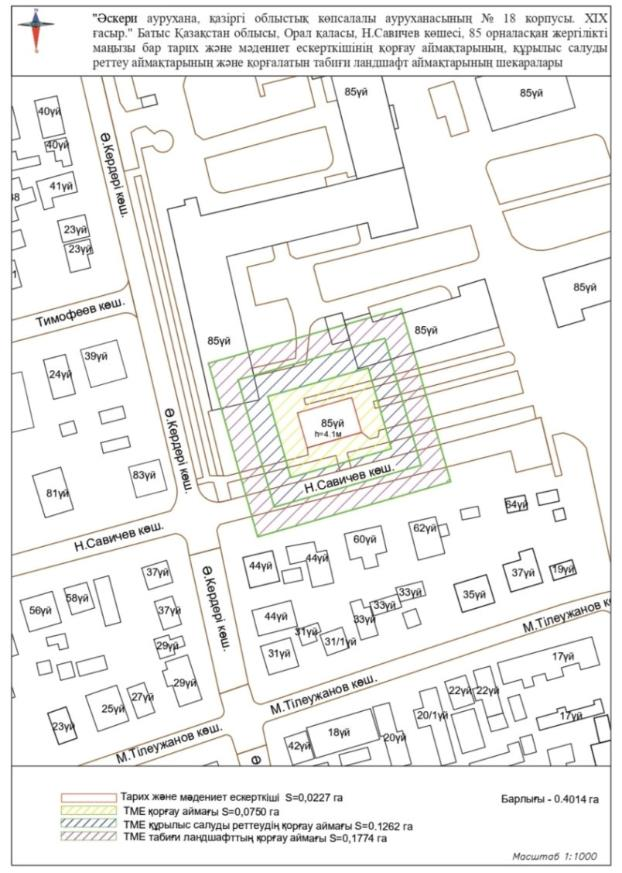 "Әскери аурухана, қазіргі облыстық көпсалалы ауруханасының № 18 корпусы. XIX
ғасыр." Батыс Қазақстан облысы, Орал қаласы, Н.Савичев көшесі, 85 орналасқан жергілікті
маңызы бар тарих және мәдениет ескерткішінің қорғау аймақтарының, құрылыс салуды
реттеу аймақтарының және қорғалатын табиғи ландшафт аймақтарының шекаралары
85үй
85үй
40үй
40үй
Ә.Кердері көш.
41үй
23үй
23үй
85үй
Тимофеев көш.
85үй
85үй
39үй
24үй
85үй
h=4.1м
Ә.Кердері көш.
83үй
81үй
Н.Савичев көш.
64үй
Н.Савичев көш.
62үй
60үй
44үй
44үй
37үй
37үй
19үй
Ә.Кердері көш.
58үй
56үй
37үй
35үй
33үй
33үй
33үй
44үй
31үй
31/1үй
31үй
29үй
29үй
М.Тілеужанов к
17үй
27үй
25үй
23үй
М.Тілеужанов көш.
22үй
22үй
20/1үй
17үй
18үй
20үй
42үй
М.Тілеужанов көш.
Ә
Тарих және мәдениет ескерткіші S=0,0227 га
Барлығы - 0.4014 га
ТМЕ қорғау аймағы S=0,0750 га
ТМЕ құрылыс салуды реттеудің қорғау аймағы S=0.1262 га
ТМЕ табиғи ландшафттың қорғау аймағы S=0,1774 га
Масштаб 1:1000